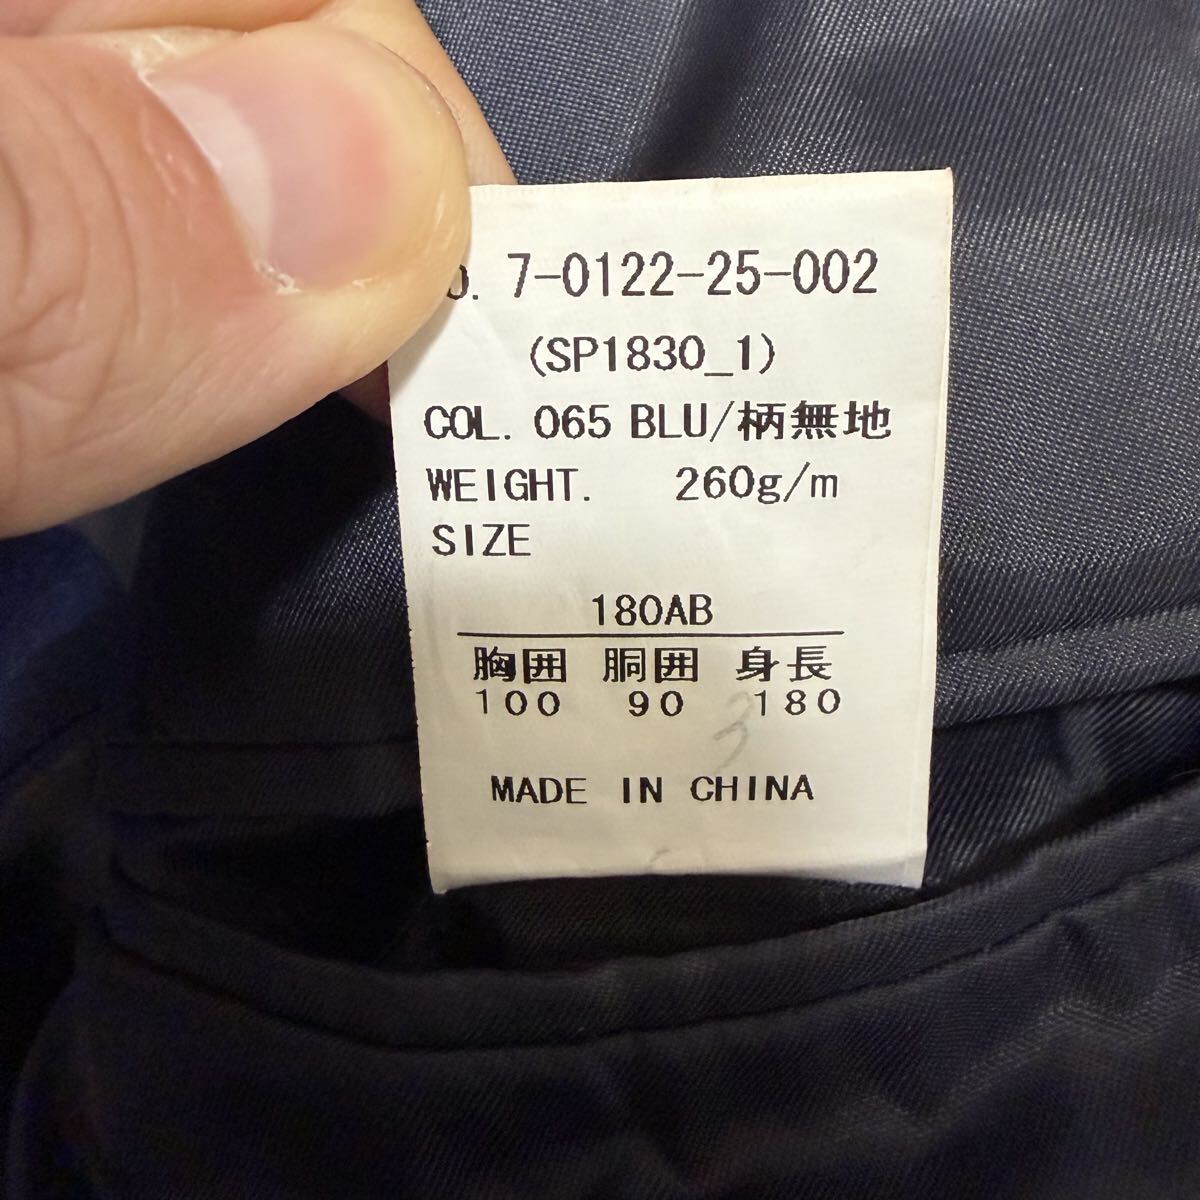 7-0122-25-002
(SP1830_1)
COL. 065 BLU/柄無地
WEIGHT. 260g/m
SIZE
180AB
胸囲 胴囲 身長
100 90 180
3
MADE IN CHINA